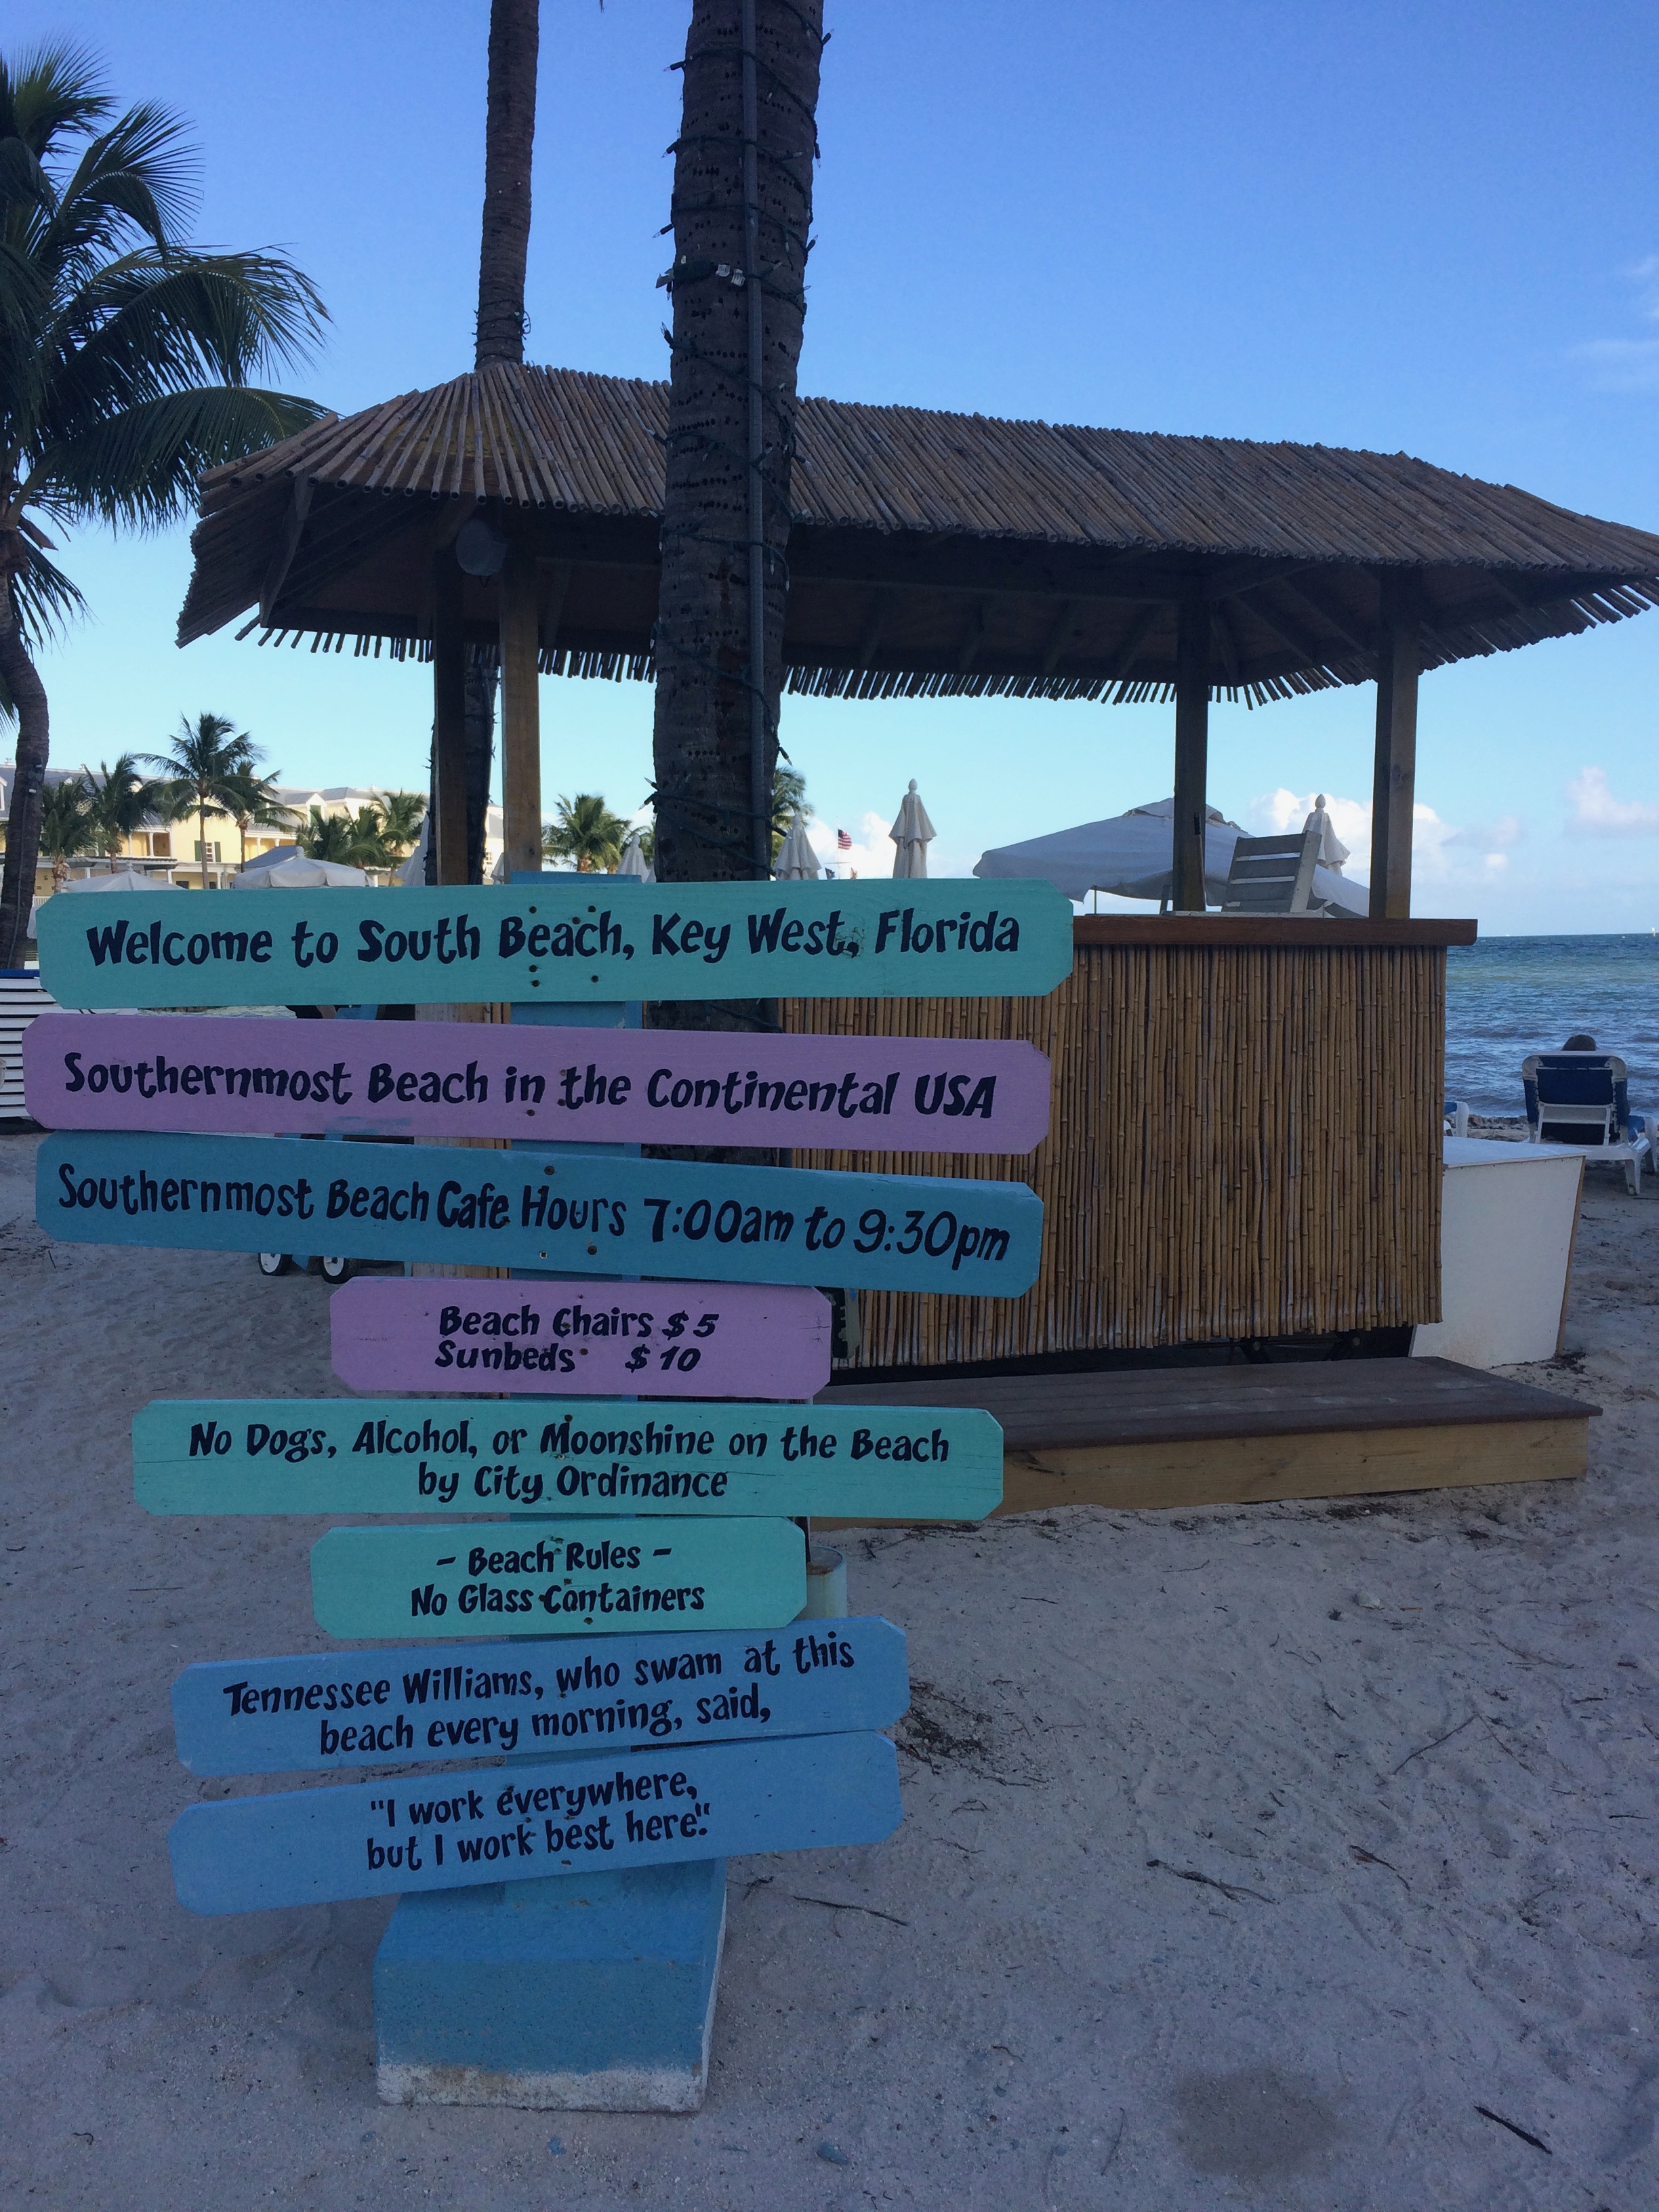 Welcome to South Beach, Key West, Florida
Southernmost Beach in the Continental USA
Southernmost Beach Cafe Hours 7:00am to 9:30pm
Beach Chairs $5
Sunbeds $10
No Dogs, Alcohol, or Moonshine on the Beach
by City Ordinance
- Beach Rules -
No Glass Containers
Tennessee Williams, who swam at this
beach every morning, said,
"I work everywhere,
but I work best here."